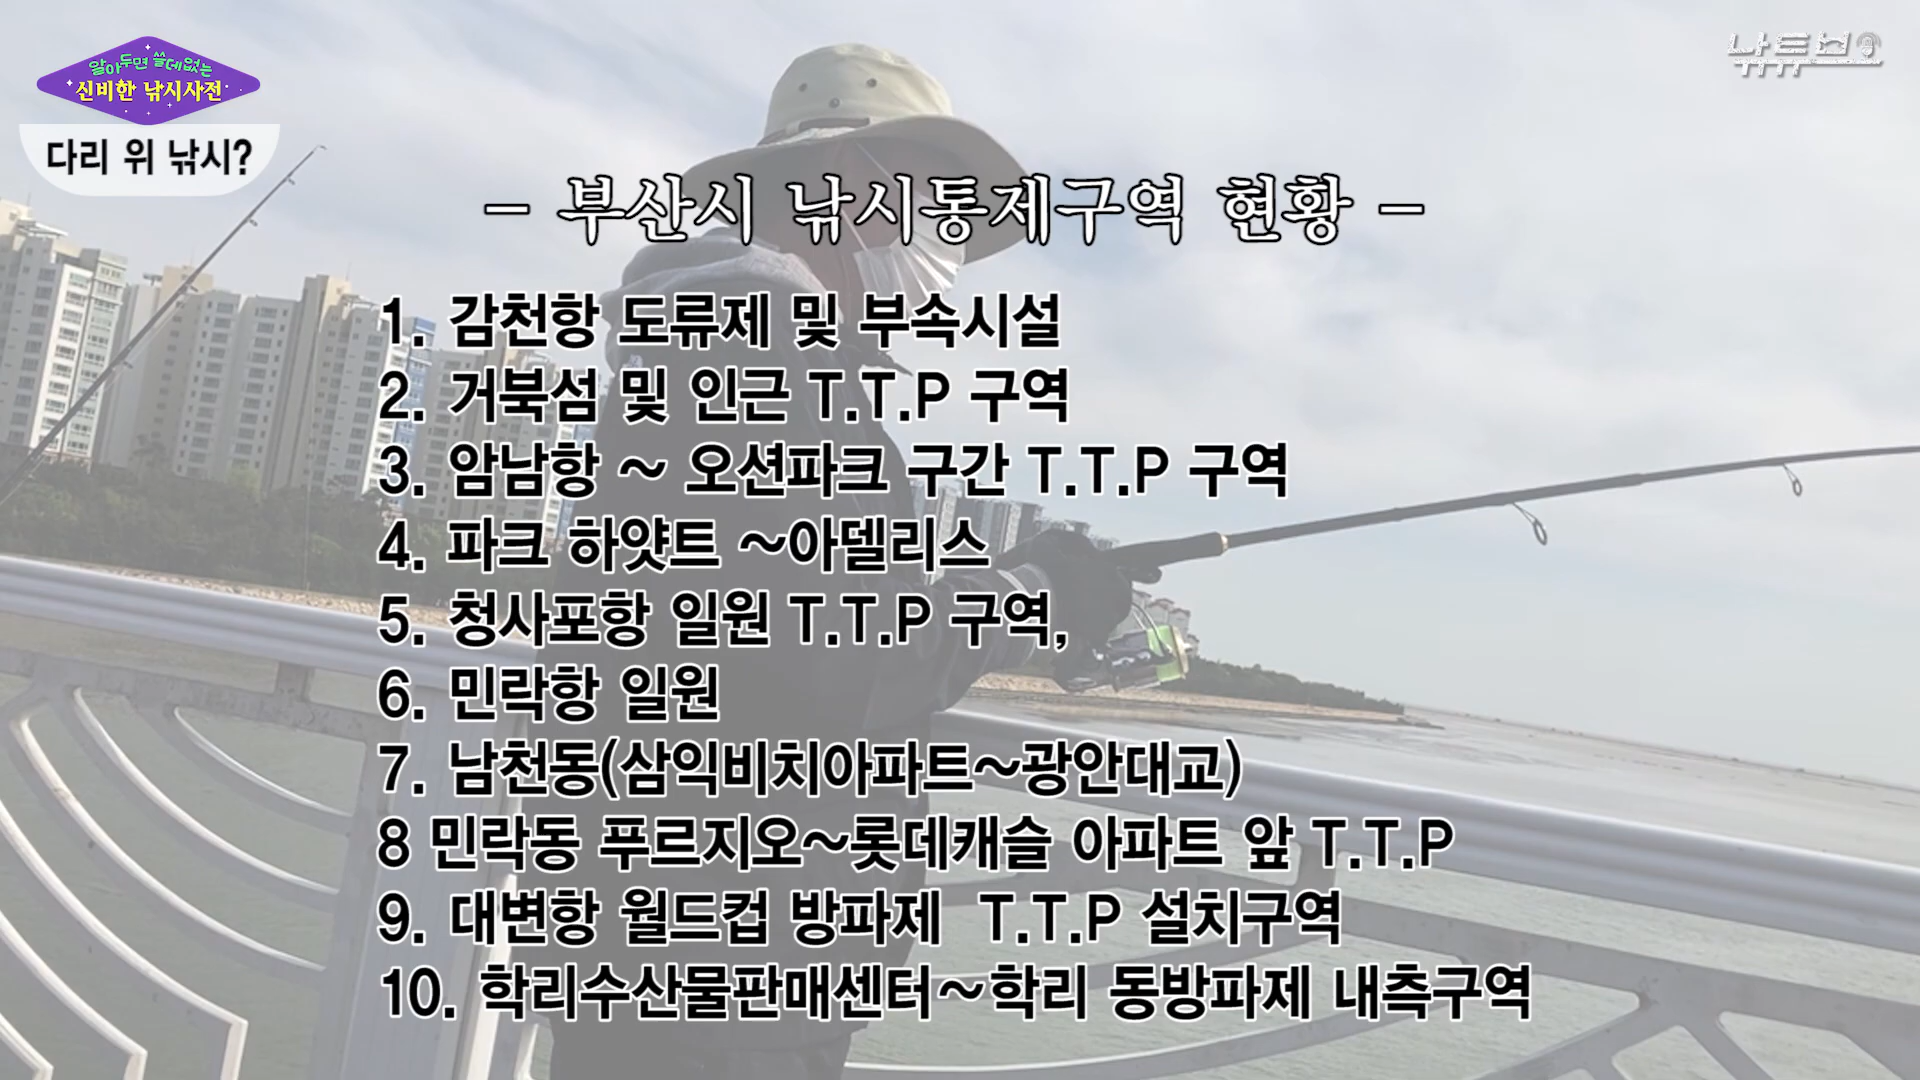 알아두면 쓸데없는
신비한 낚시사전
다리 위 낚시?
낚튜브
- 부산시 낚시통제구역 현황 -
1. 감천항 도류제 및 부속시설
2. 거북섬 및 인근 T.T.P 구역
3. 암남항 ~ 오션파크 구간 T.T.P 구역
4. 파크 하얏트 ~아델리스
5. 청사포항 일원 T.T.P 구역,
6. 민락항 일원
7. 남천동(삼익비치아파트~광안대교)
8 민락동 푸르지오~롯데캐슬 아파트 앞 T.T.P
9. 대변항 월드컵 방파제 T.T.P 설치구역
10. 학리수산물판매센터~학리 동방파제 내측구역